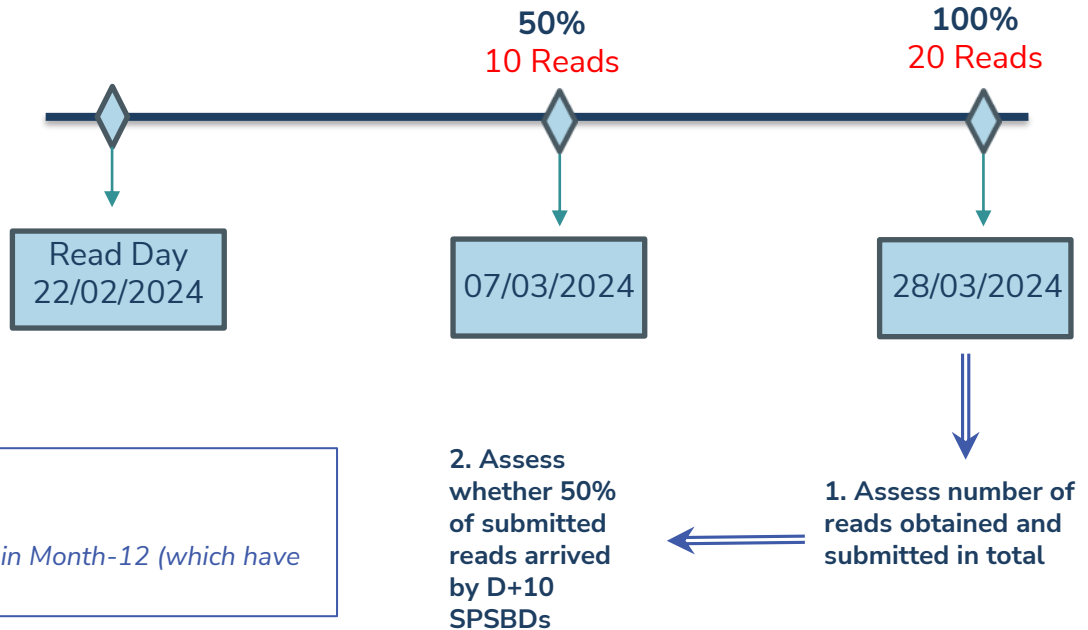 50%
10 Reads
100%
20 Reads
Read Day
22/02/2024
07/03/2024
28/03/2024
in Month-12 (which have
2. Assess
whether 50%
of submitted
reads arrived
by D+10
SPSBDs
1. Assess number of
reads obtained and
submitted in total